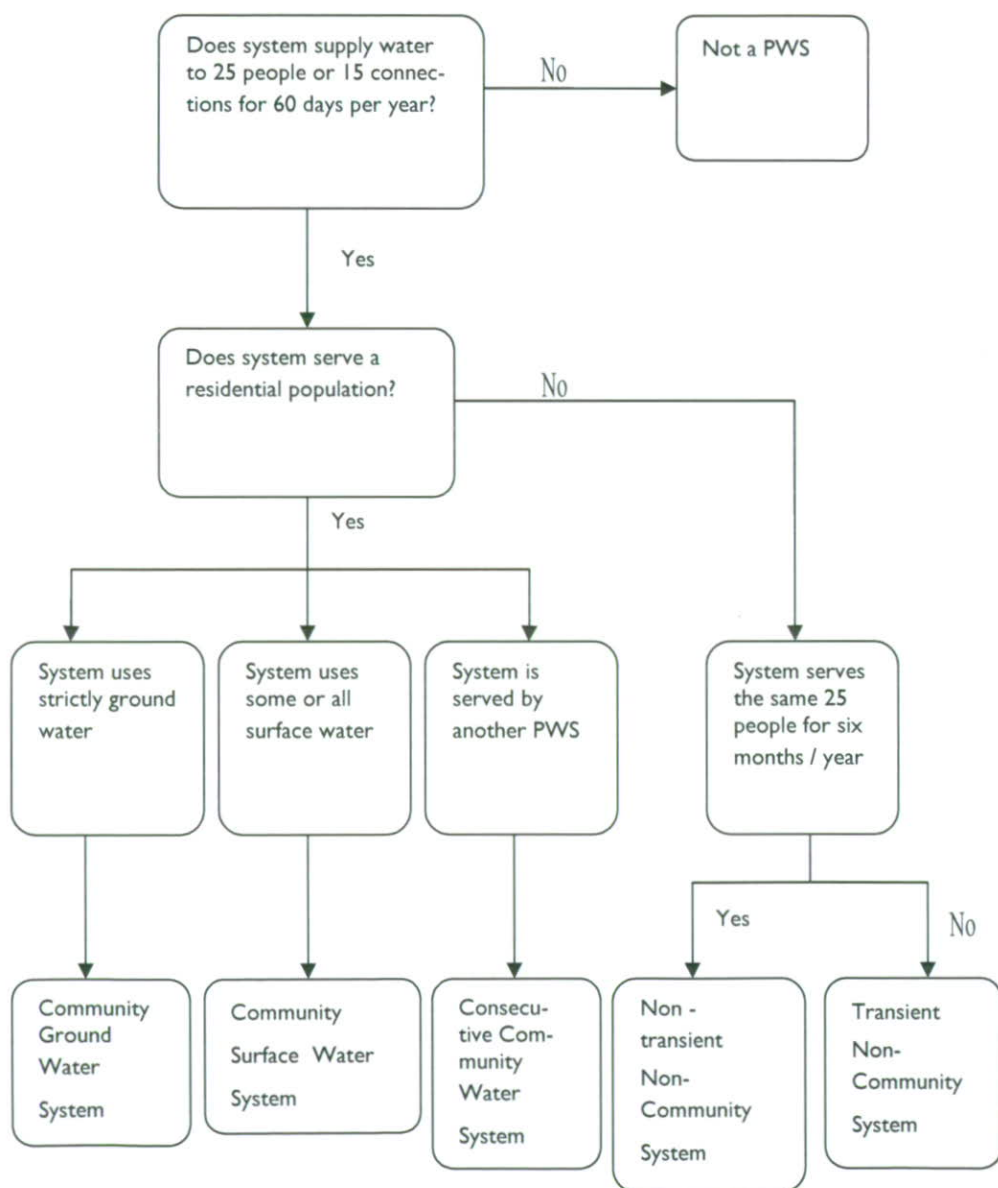 Does system supply water
to 25 people or 15 connec-
tions for 60 days per year?
No
Not a PWS
Yes
Does system serve a
residential population?
No
Yes
System uses
strictly ground
water
System uses
some or all
surface water
System is
served by
another PWS
System serves
the same 25
people for six
months / year
Yes
No
Community
Ground
Water
System
Community
Surface Water
System
Consecu-
tive Com-
munity
Water
System
Non -
transient
Non-
Community
System
Transient
Non-
Community
System